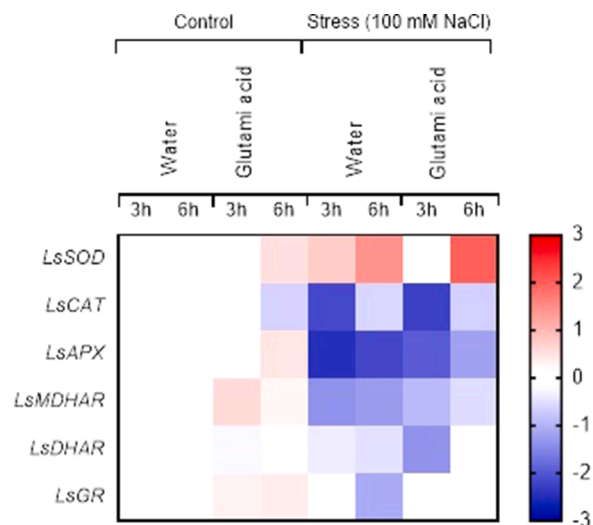 Control Stress (100 mM NaCl)
Water Glutami acid Water Glutami acid
3h 6h 3h 6h 3h 6h 3h 6h
LsSOD
LsCAT
LsAPX
LsMDHAR
LsDHAR
LsGR
3
2
1
0
-1
-2
-3